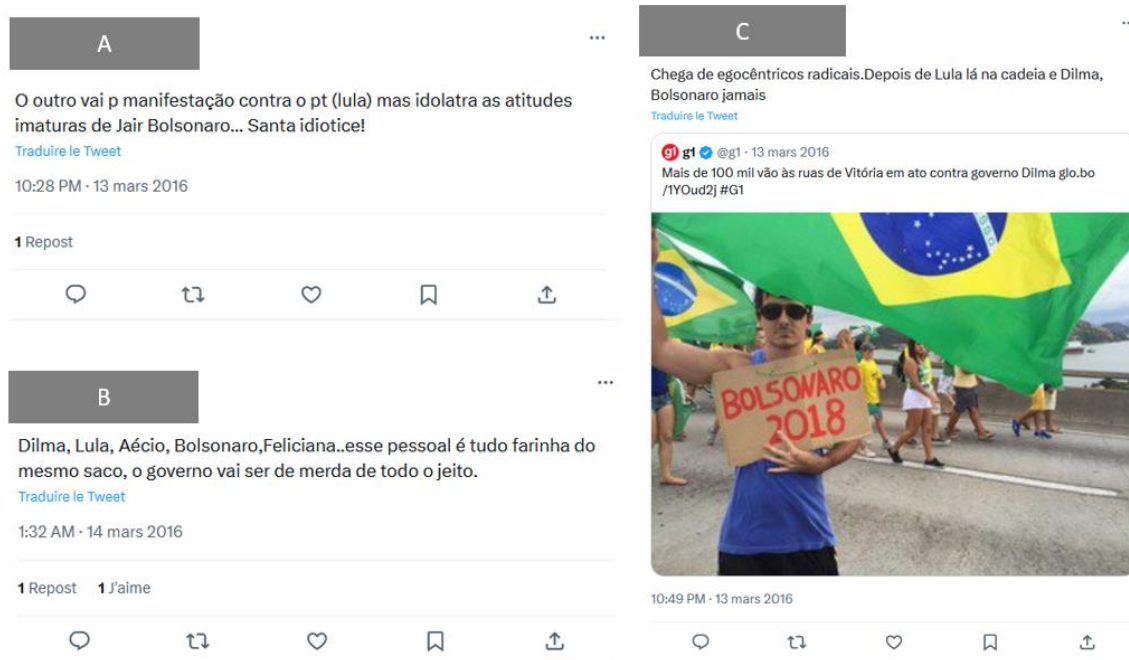 A
...
O outro vai p manifestação contra o pt (lula) mas idolatra as atitudes
imaturas de Jair Bolsonaro... Santa idiotice!
Traduire le Tweet
10:28 PM · 13 mars 2016
1 Repost
B
...
Dilma, Lula, Aécio, Bolsonaro,Feliciana..esse pessoal é tudo farinha do
mesmo saco, o governo vai ser de merda de todo o jeito.
Traduire le Tweet
1:32 AM · 14 mars 2016
1 Repost 1 J'aime
C
Chega de egocêntricos radicais.Depois de Lula lá na cadeia e Dilma,
Bolsonaro jamais
Traduire le Tweet
g1 g1 @g1 · 13 mars 2016
Mais de 100 mil vão às ruas de Vitória em ato contra governo Dilma glo.bo
/1YOud2j #G1
BOLSONARO
2018
10:49 PM · 13 mars 2016